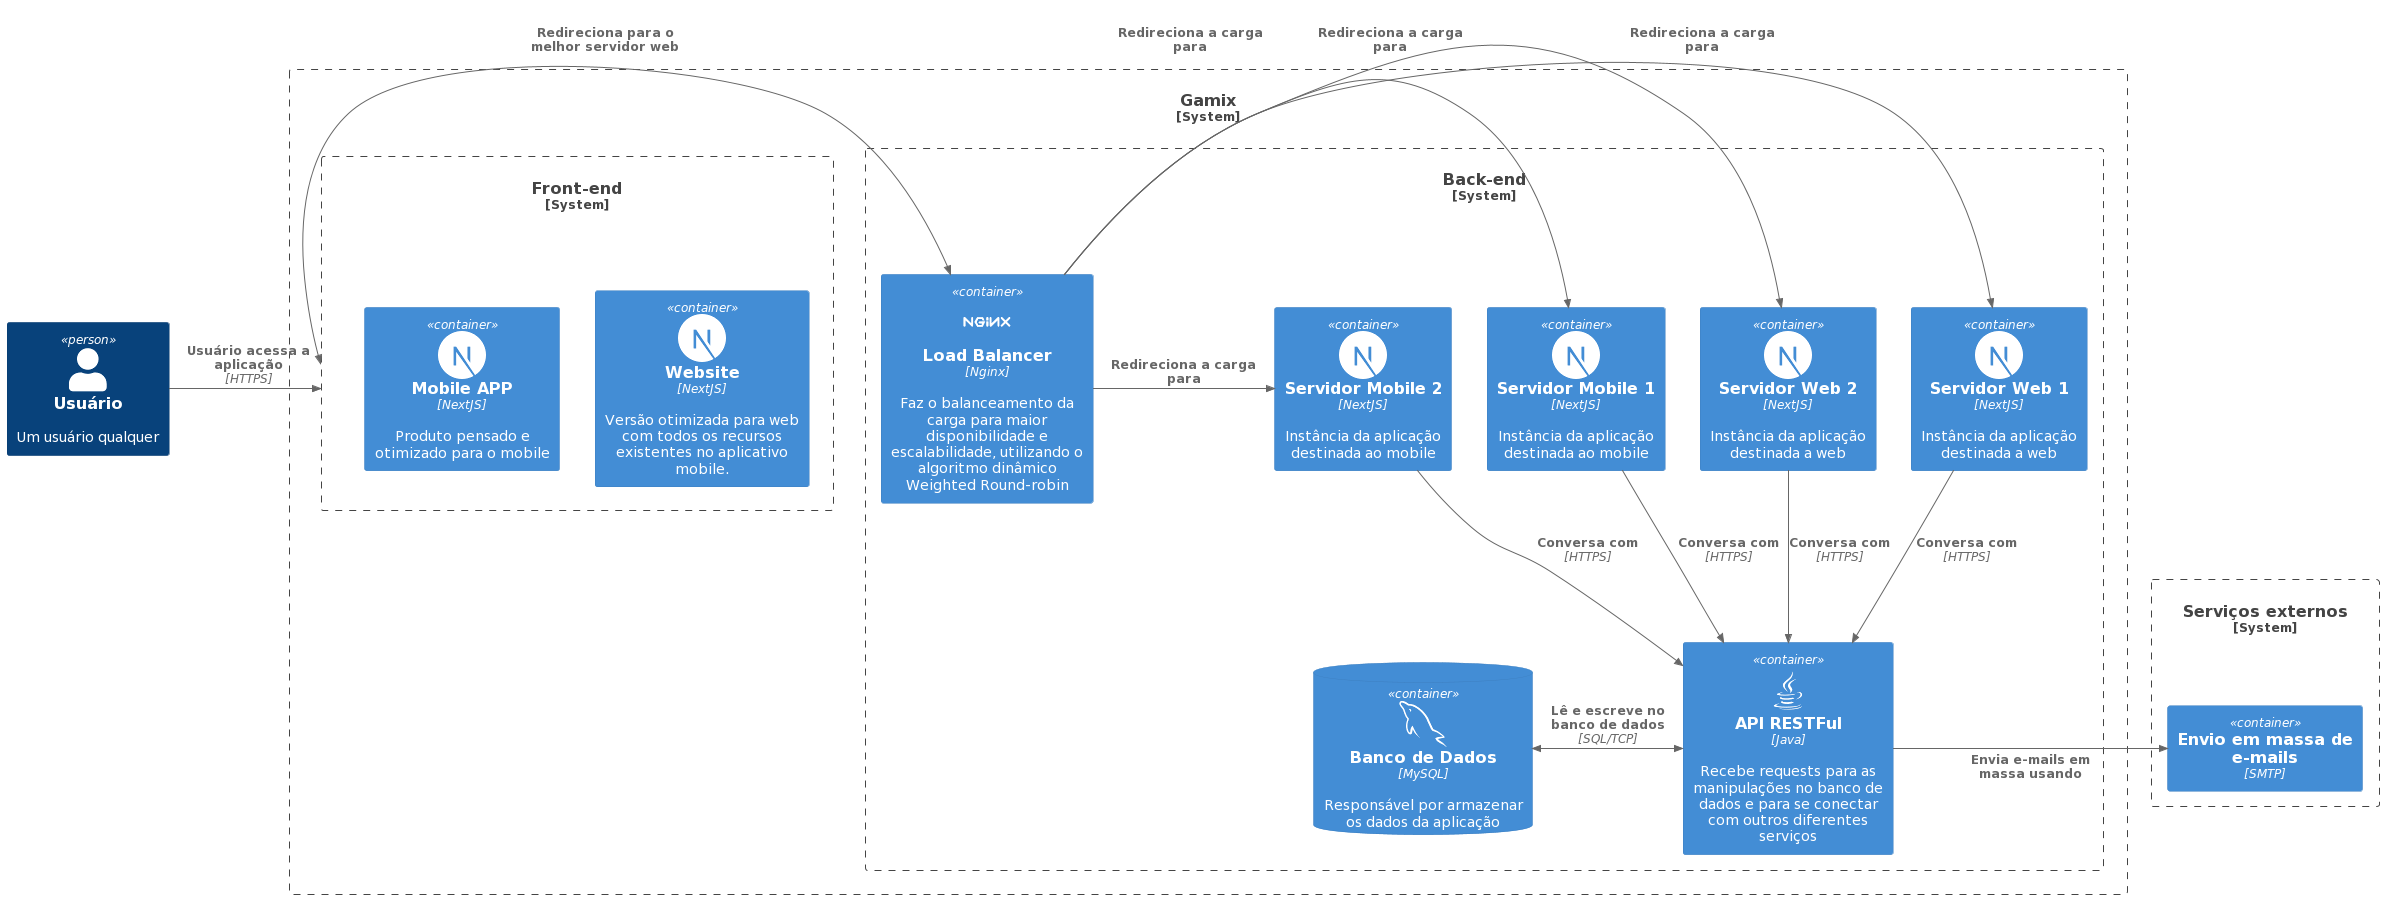 Redireciona para o
melhor servidor web
Redireciona a carga
para
Redireciona a carga
para
Redireciona a carga
para
Gamix
[System]
Front-end
[System]
Back-end
[System]
«person»
Usuário
Um usuário qualquer
Usuário acessa a
aplicação
[HTTPS]
«container»
Mobile APP
[NextJS]
Produto pensado e
otimizado para o mobile
«container»
Website
[NextJS]
Versão otimizada para web
com todos os recursos
existentes no aplicativo
mobile.
«container»
NGINX
Load Balancer
[Nginx]
Faz o balanceamento da
carga para maior
disponibilidade e
escalabilidade, utilizando o
algoritmo dinâmico
Weighted Round-robin
Redireciona a carga
para
«container»
Servidor Mobile 2
[NextJS]
Instância da aplicação
destinada ao mobile
«container»
Servidor Mobile 1
[NextJS]
Instância da aplicação
destinada ao mobile
«container»
Servidor Web 2
[NextJS]
Instância da aplicação
destinada a web
«container»
Servidor Web 1
[NextJS]
Instância da aplicação
destinada a web
Conversa com
[HTTPS]
Conversa com
[HTTPS]
Conversa com
[HTTPS]
Conversa com
[HTTPS]
«container»
Banco de Dados
[MySQL]
Responsável por armazenar
os dados da aplicação
Lê e escreve no
banco de dados
[SQL/TCP]
«container»
API RESTFul
[Java]
Recebe requests para as
manipulações no banco de
dados e para se conectar
com outros diferentes
serviços
Envia e-mails em
massa usando
Serviços externos
[System]
«container»
Envio em massa de
e-mails
[SMTP]